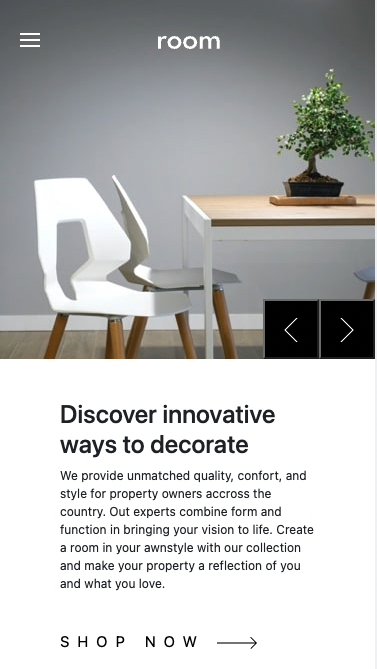 room
Discover innovative
ways to decorate
We provide unmatched quality, confort, and
style for property owners accross the
country. Out experts combine form and
function in bringing your vision to life. Create
a room in your awnstyle with our collection
and make your property a reflection of you
and what you love.
SHOP NOW